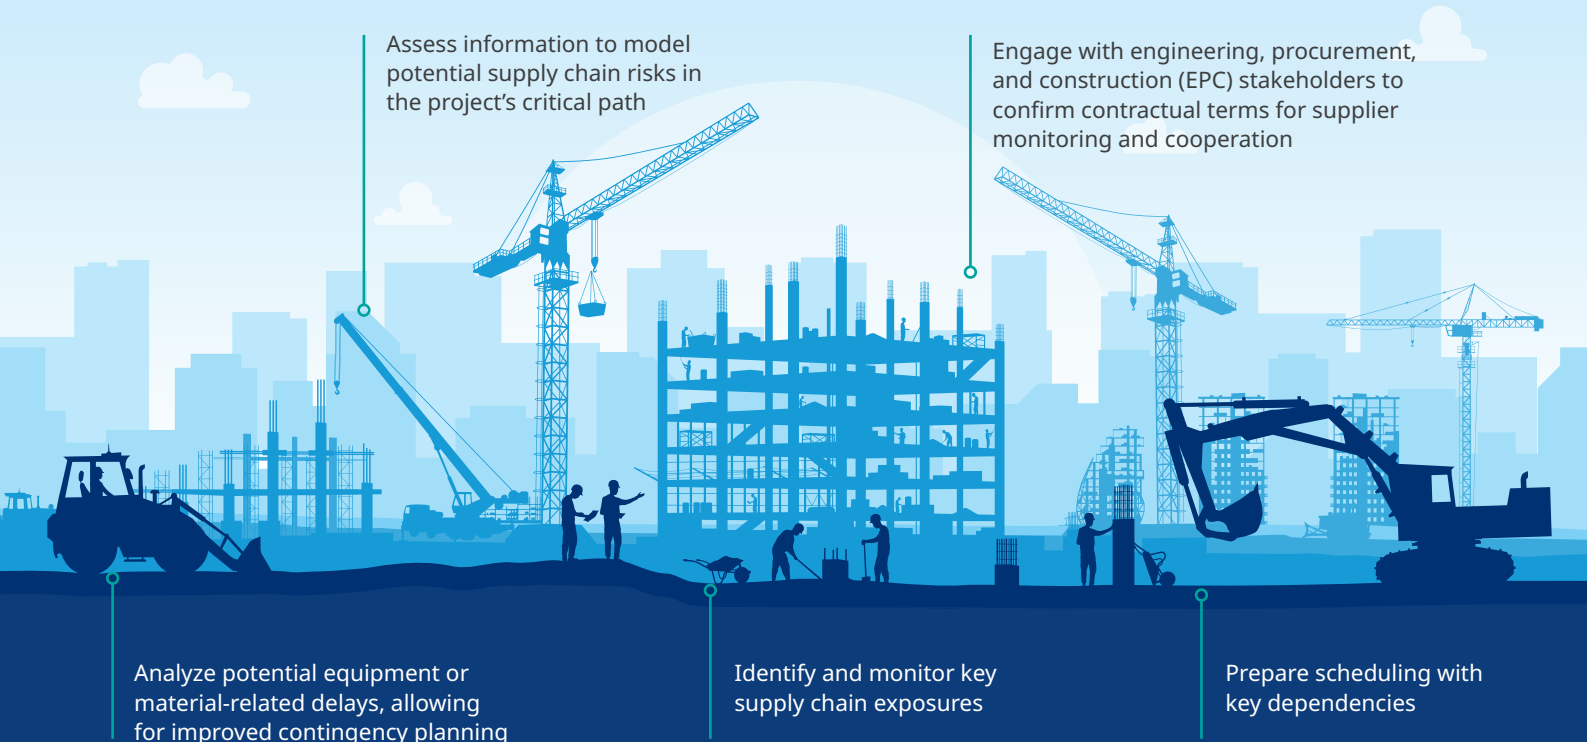 Assess information to model
potential supply chain risks in
the project’s critical path
Engage with engineering, procurement,
and construction (EPC) stakeholders to
confirm contractual terms for supplier
monitoring and cooperation
Analyze potential equipment or
material-related delays, allowing
for improved contingency planning
Identify and monitor key
supply chain exposures
Prepare scheduling with
key dependencies